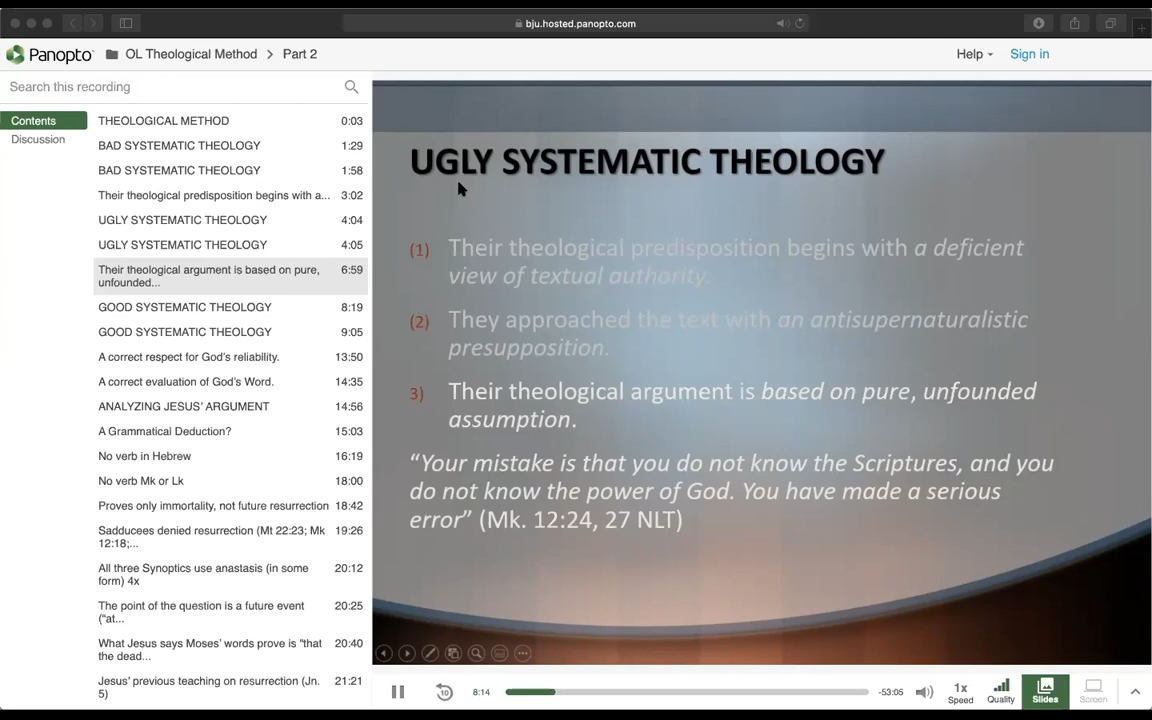 bju.hosted.panopto.com
Panopto
OL Theological Method > Part 2
Help
Sign in
Search this recording
Contents
Discussion
THEOLOGICAL METHOD 0:03
BAD SYSTEMATIC THEOLOGY 1:29
BAD SYSTEMATIC THEOLOGY 1:58
Their theological predisposition begins with a... 3:02
UGLY SYSTEMATIC THEOLOGY 4:04
UGLY SYSTEMATIC THEOLOGY 4:05
Their theological argument is based on pure, 6:59
unfounded...
GOOD SYSTEMATIC THEOLOGY 8:19
GOOD SYSTEMATIC THEOLOGY 9:05
A correct respect for God's reliability. 13:50
A correct evaluation of God's Word. 14:35
ANALYZING JESUS' ARGUMENT 14:56
A Grammatical Deduction? 15:03
No verb in Hebrew 16:19
No verb Mk or Lk 18:00
Proves only immortality, not future resurrection 18:42
Sadducees denied resurrection (Mt 22:23; Mk 19:26
12:18;...
All three Synoptics use anastasis (in some 20:12
form) 4x
The point of the question is a future event 20:25
("at...
What Jesus says Moses' words prove is "that 20:40
the dead...
Jesus' previous teaching on resurrection (Jn. 21:21
5)
UGLY SYSTEMATIC THEOLOGY
(1) Their theological predisposition begins with a deficient
view of textual authority.
(2) They approached the text with an antisupernaturalistic
presupposition.
3) Their theological argument is based on pure, unfounded
assumption.
"Your mistake is that you do not know the Scriptures, and you
do not know the power of God. You have made a serious
error" (Mk. 12:24, 27 NLT)
10
8:14
-53:05
1x
Speed
Quality
Slides
Screen